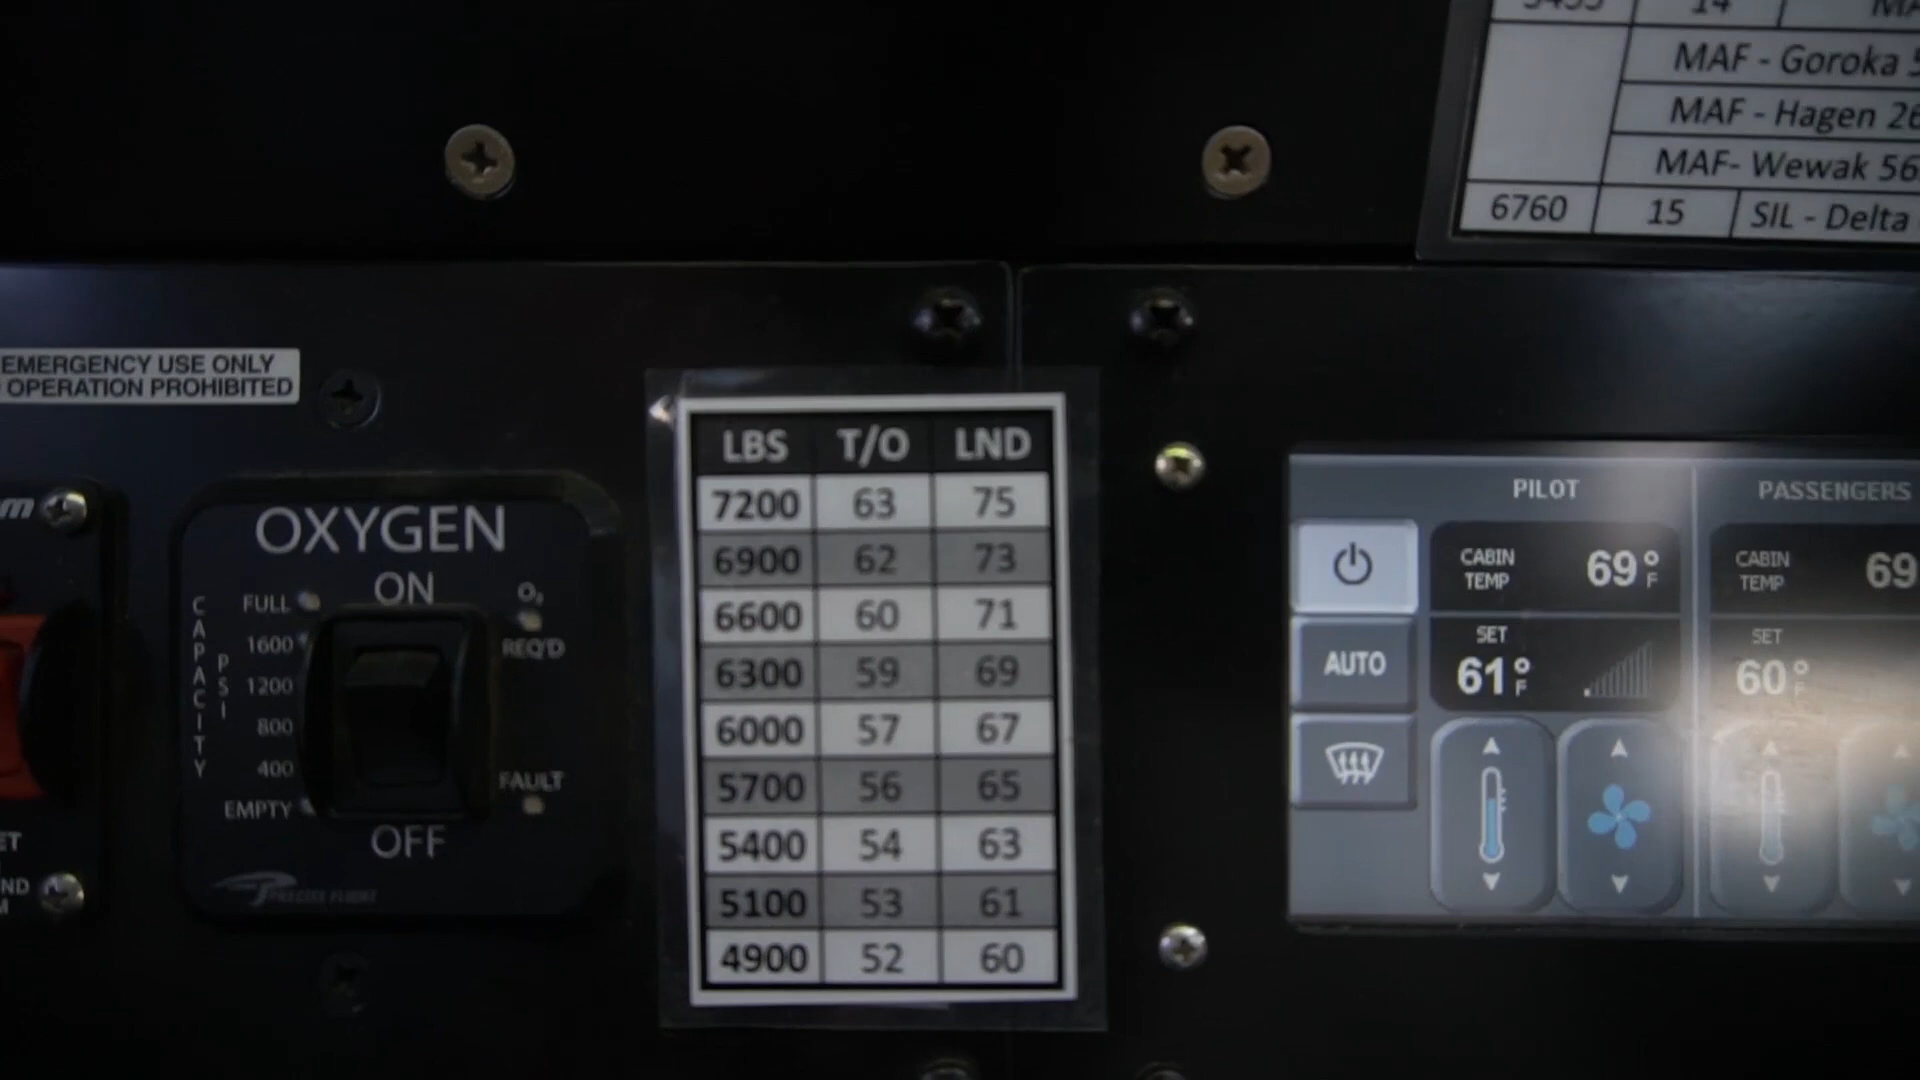 14
MAF - Goroka
MAF - Hagen 26
MAF- Wewak 56
6760 15 SIL - Delta
EMERGENCY USE ONLY
OPERATION PROHIBITED
OXYGEN
ON
CAPACITY
PSI
FULL
1600
1200
800
400
EMPTY
O₂
REQ'D
FAULT
OFF
PRECISE FLIGHT
LBS T/O LND
7200 63 75
6900 62 73
6600 60 71
6300 59 69
6000 57 67
5700 56 65
5400 54 63
5100 53 61
4900 52 60
PILOT
CABIN
TEMP
69°F
AUTO
SET
61°F
PASSENGERS
CABIN
TEMP
69
SET
60°F